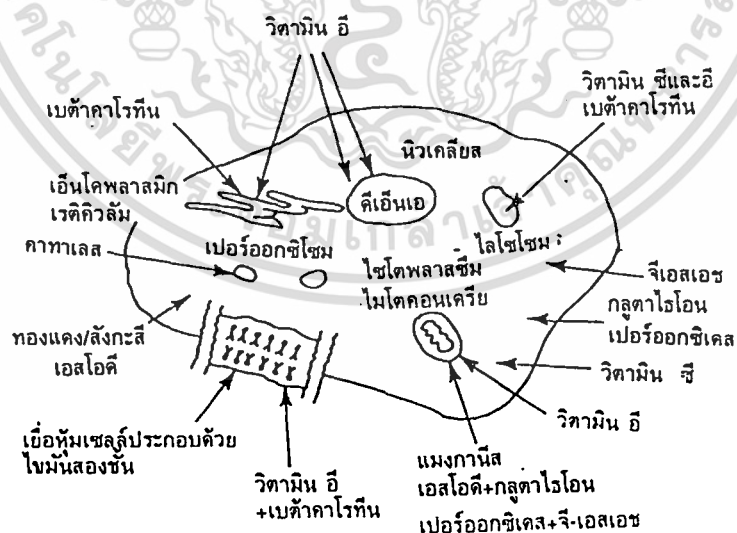 วิตามิน อี
วิตามิน ซีและอี
เบต้าคาโรทีน
เบต้าคาโรทีน
นิวเคลียส
เอ็นโดพลาสมิก
เรติคิวลัม
ดีเอ็นเอ
คาทาเลส
เปอร์ออกซิโซม
ไลโซโซม
ไซโตพลาสซึม
ไมโตคอนเดรีย
จีเอสเอช
กลูตาไธโอน
เปอร์ออกซิเดส
ทองแดง/สังกะสี
เอสโอดี
วิตามิน ซี
วิตามิน อี
เยื่อหุ้มเซลล์ประกอบด้วย
ไขมันสองชั้น
วิตามิน อี
+เบต้าคาโรทีน
แมงกานีส
เอสโอดี+กลูตาไธโอน
เปอร์ออกซิเดส+จี-เอสเอช